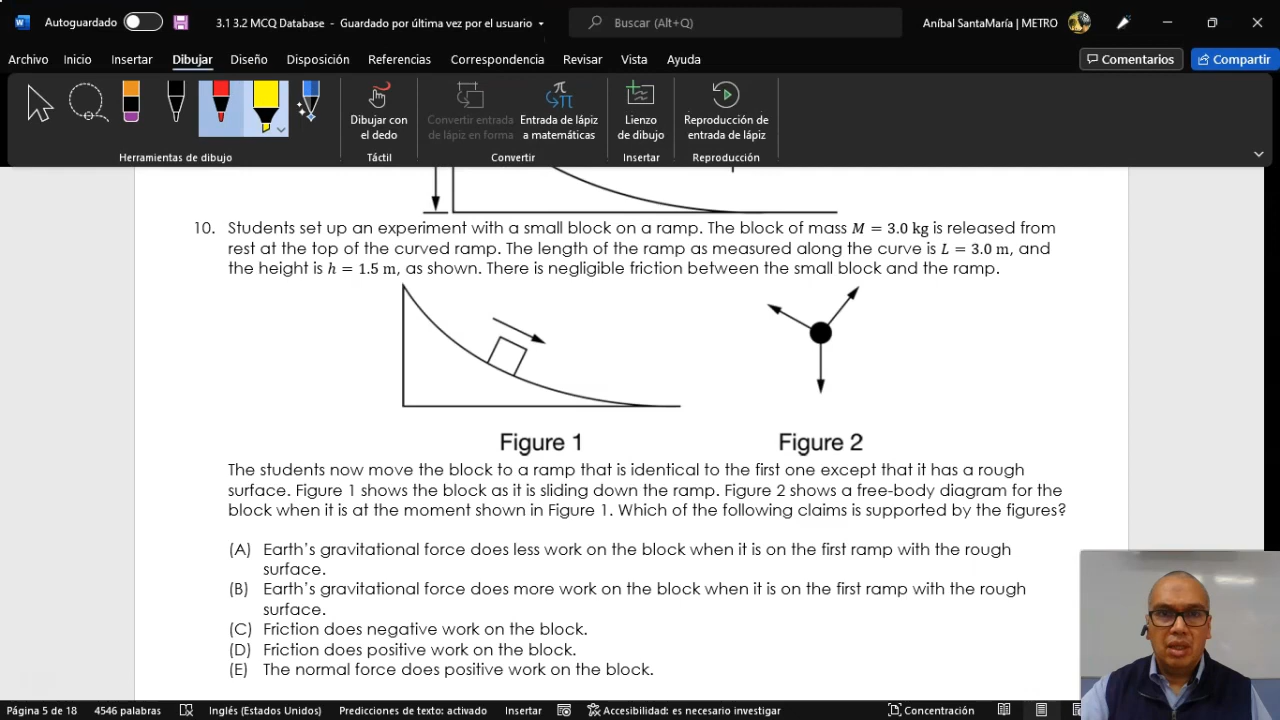 Autoguardado
3.1 3.2 MCQ Database - Guardado por última vez por el usuario
Buscar (Alt+Q)
Aníbal SantaMaría | METRO
Archivo Inicio Insertar Dibujar Diseño Disposición Referencias Correspondencia Revisar Vista Ayuda
Comentarios Compartir
Dibujar con el dedo
Convertir entrada de lápiz en forma
Entrada de lápiz a matemáticas
Lienzo de dibujo
Reproducción de entrada de lápiz
Herramientas de dibujo Táctil Convertir Insertar Reproducción
10. Students set up an experiment with a small block on a ramp. The block of mass M = 3.0 kg is released from
rest at the top of the curved ramp. The length of the ramp as measured along the curve is L = 3.0 m, and
the height is h = 1.5 m, as shown. There is negligible friction between the small block and the ramp.
Figure 1 Figure 2
The students now move the block to a ramp that is identical to the first one except that it has a rough
surface. Figure 1 shows the block as it is sliding down the ramp. Figure 2 shows a free-body diagram for the
block when it is at the moment shown in Figure 1. Which of the following claims is supported by the figures?
(A) Earth's gravitational force does less work on the block when it is on the first ramp with the rough
surface.
(B) Earth's gravitational force does more work on the block when it is on the first ramp with the rough
surface.
(C) Friction does negative work on the block.
(D) Friction does positive work on the block.
(E) The normal force does positive work on the block.
Página 5 de 18 4546 palabras Inglés (Estados Unidos) Predicciones de texto: activado Insertar Accesibilidad: es necesario investigar Concentración